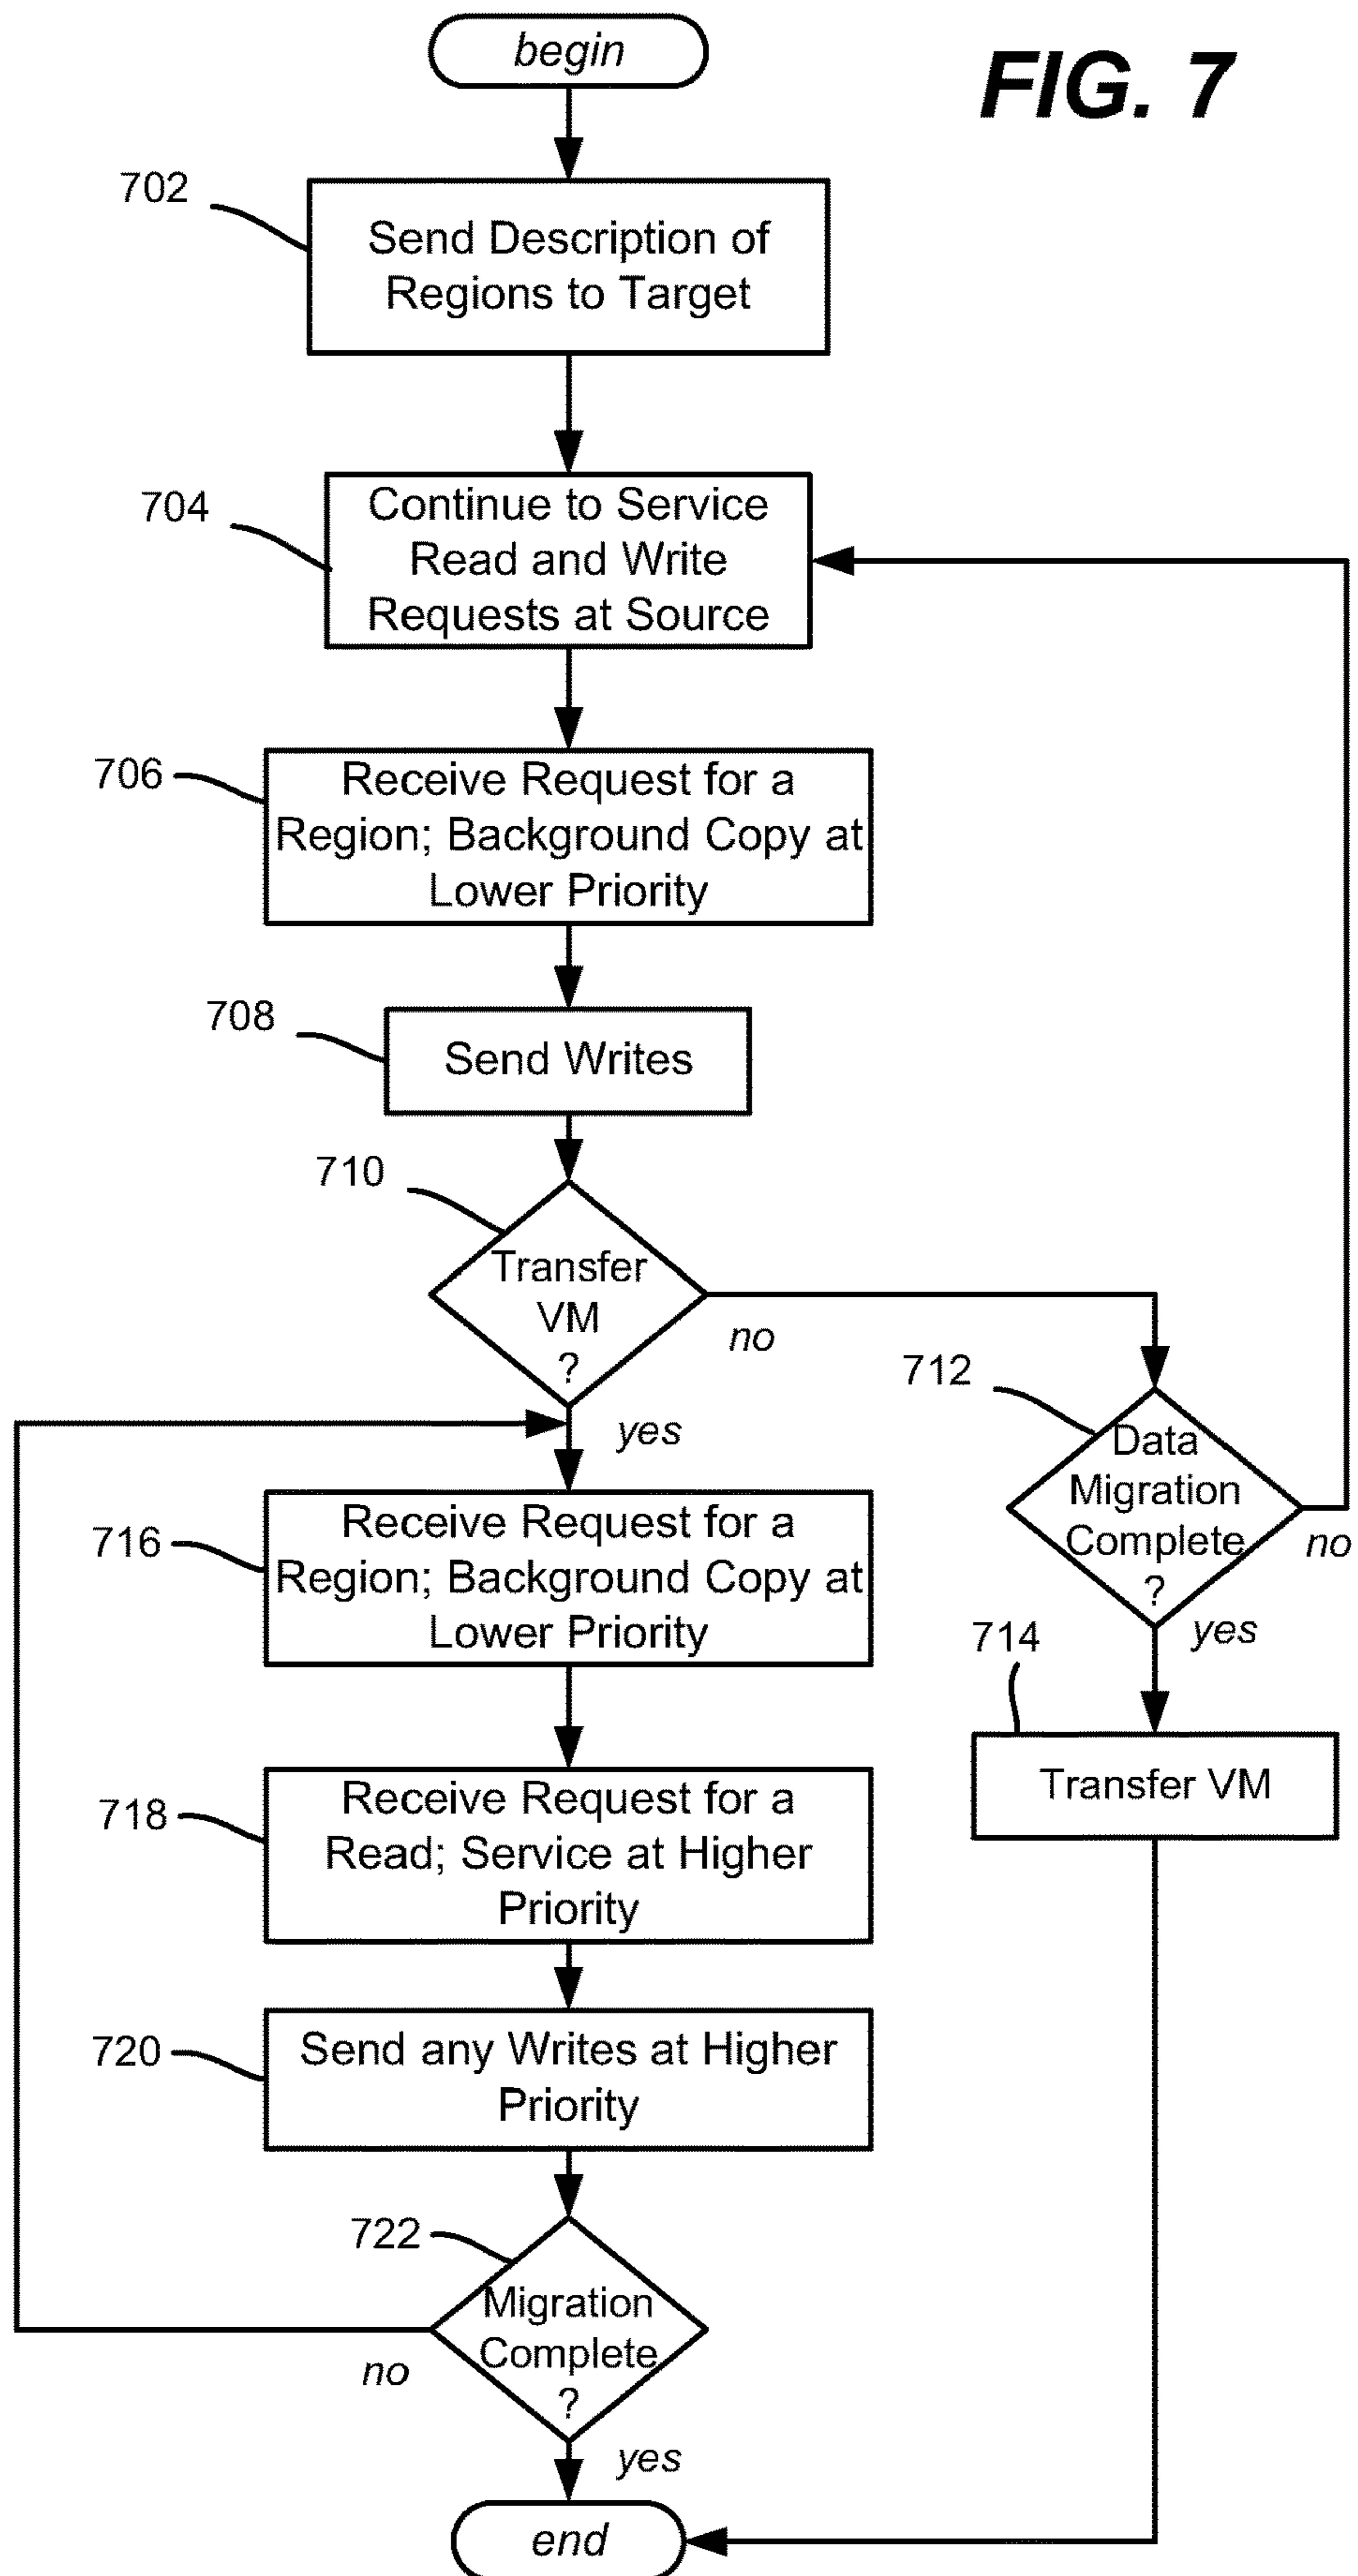 begin
FIG. 7
702
Send Description of
Regions to Target
704
Continue to Service
Read and Write
Requests at Source
706
Receive Request for a
Region; Background Copy at
Lower Priority
708
Send Writes
710
Transfer
VM
?
no
yes
712
Data
Migration
Complete
?
no
yes
714
Transfer VM
716
Receive Request for a
Region; Background Copy at
Lower Priority
718
Receive Request for a
Read; Service at Higher
Priority
720
Send any Writes at Higher
Priority
722
Migration
Complete
?
no
yes
end